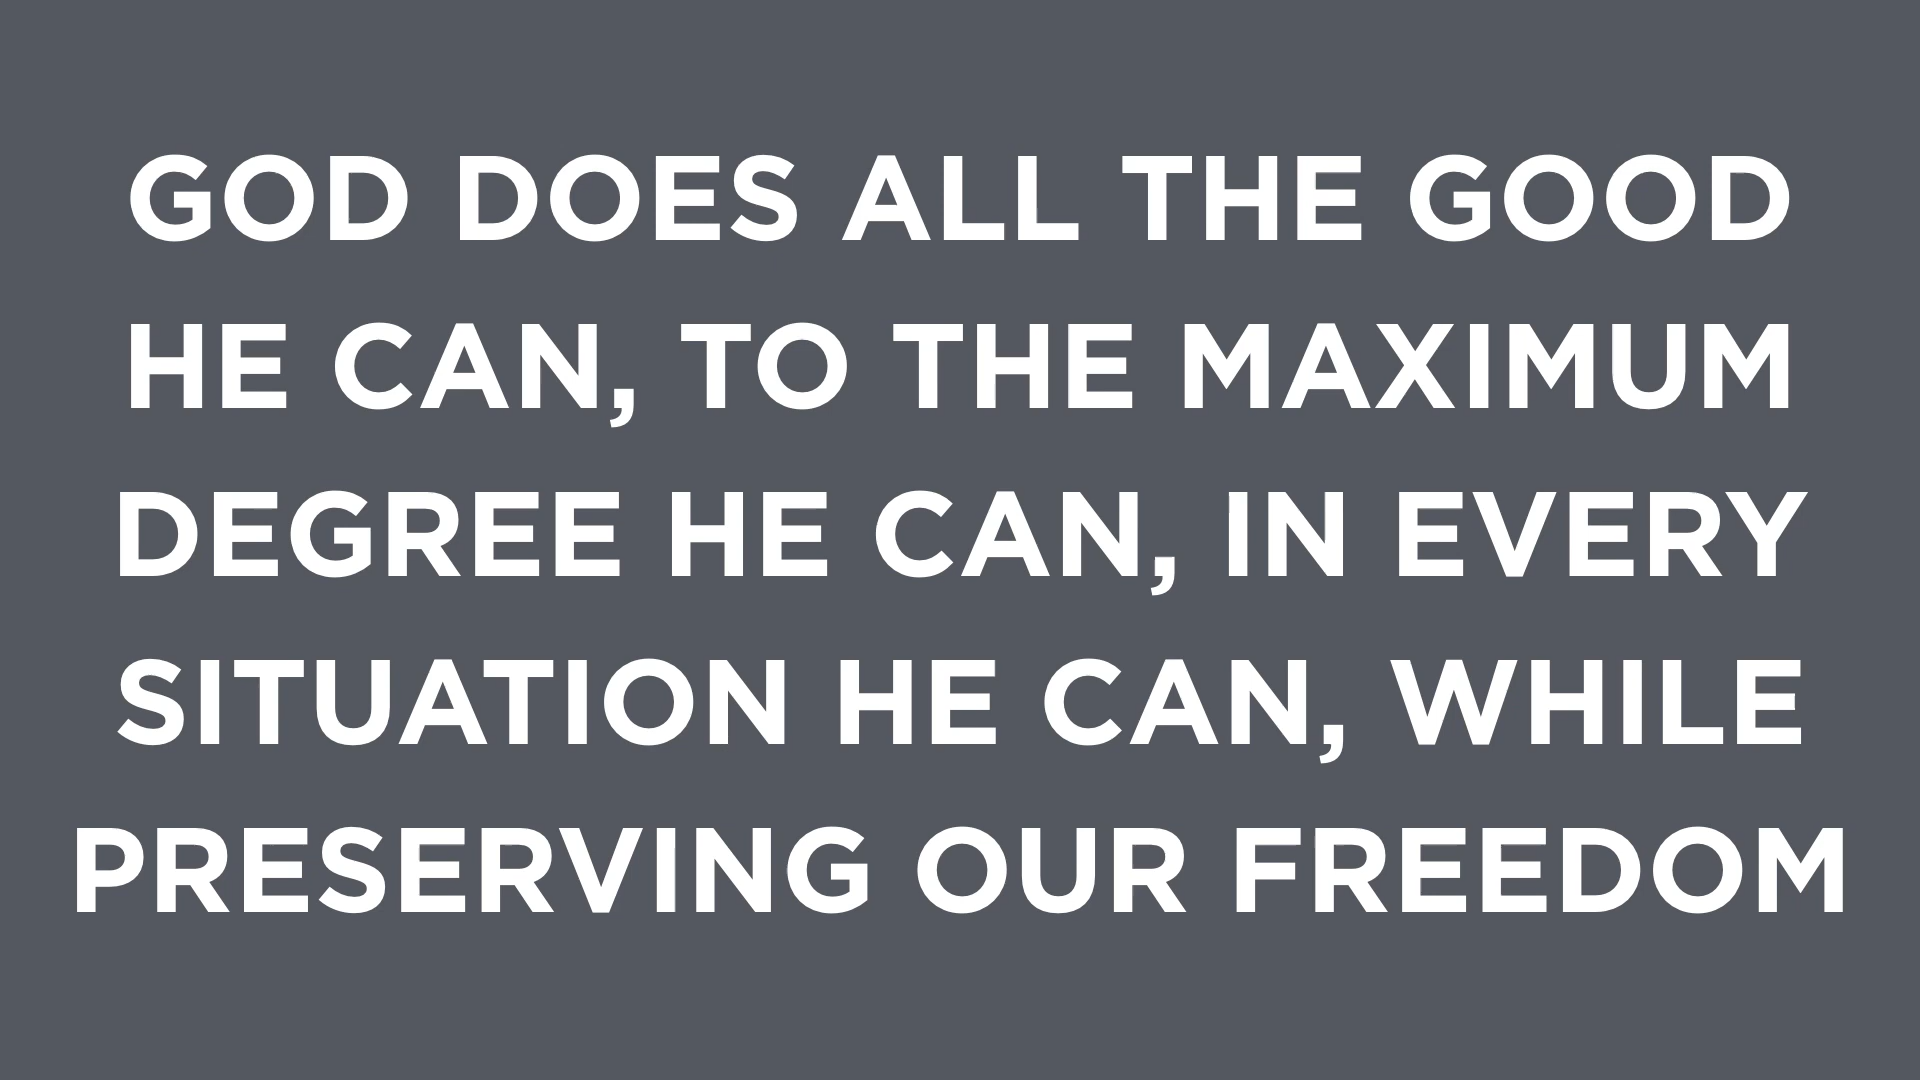 GOD DOES ALL THE GOOD
HE CAN, TO THE MAXIMUM
DEGREE HE CAN, IN EVERY
SITUATION HE CAN, WHILE
PRESERVING OUR FREEDOM